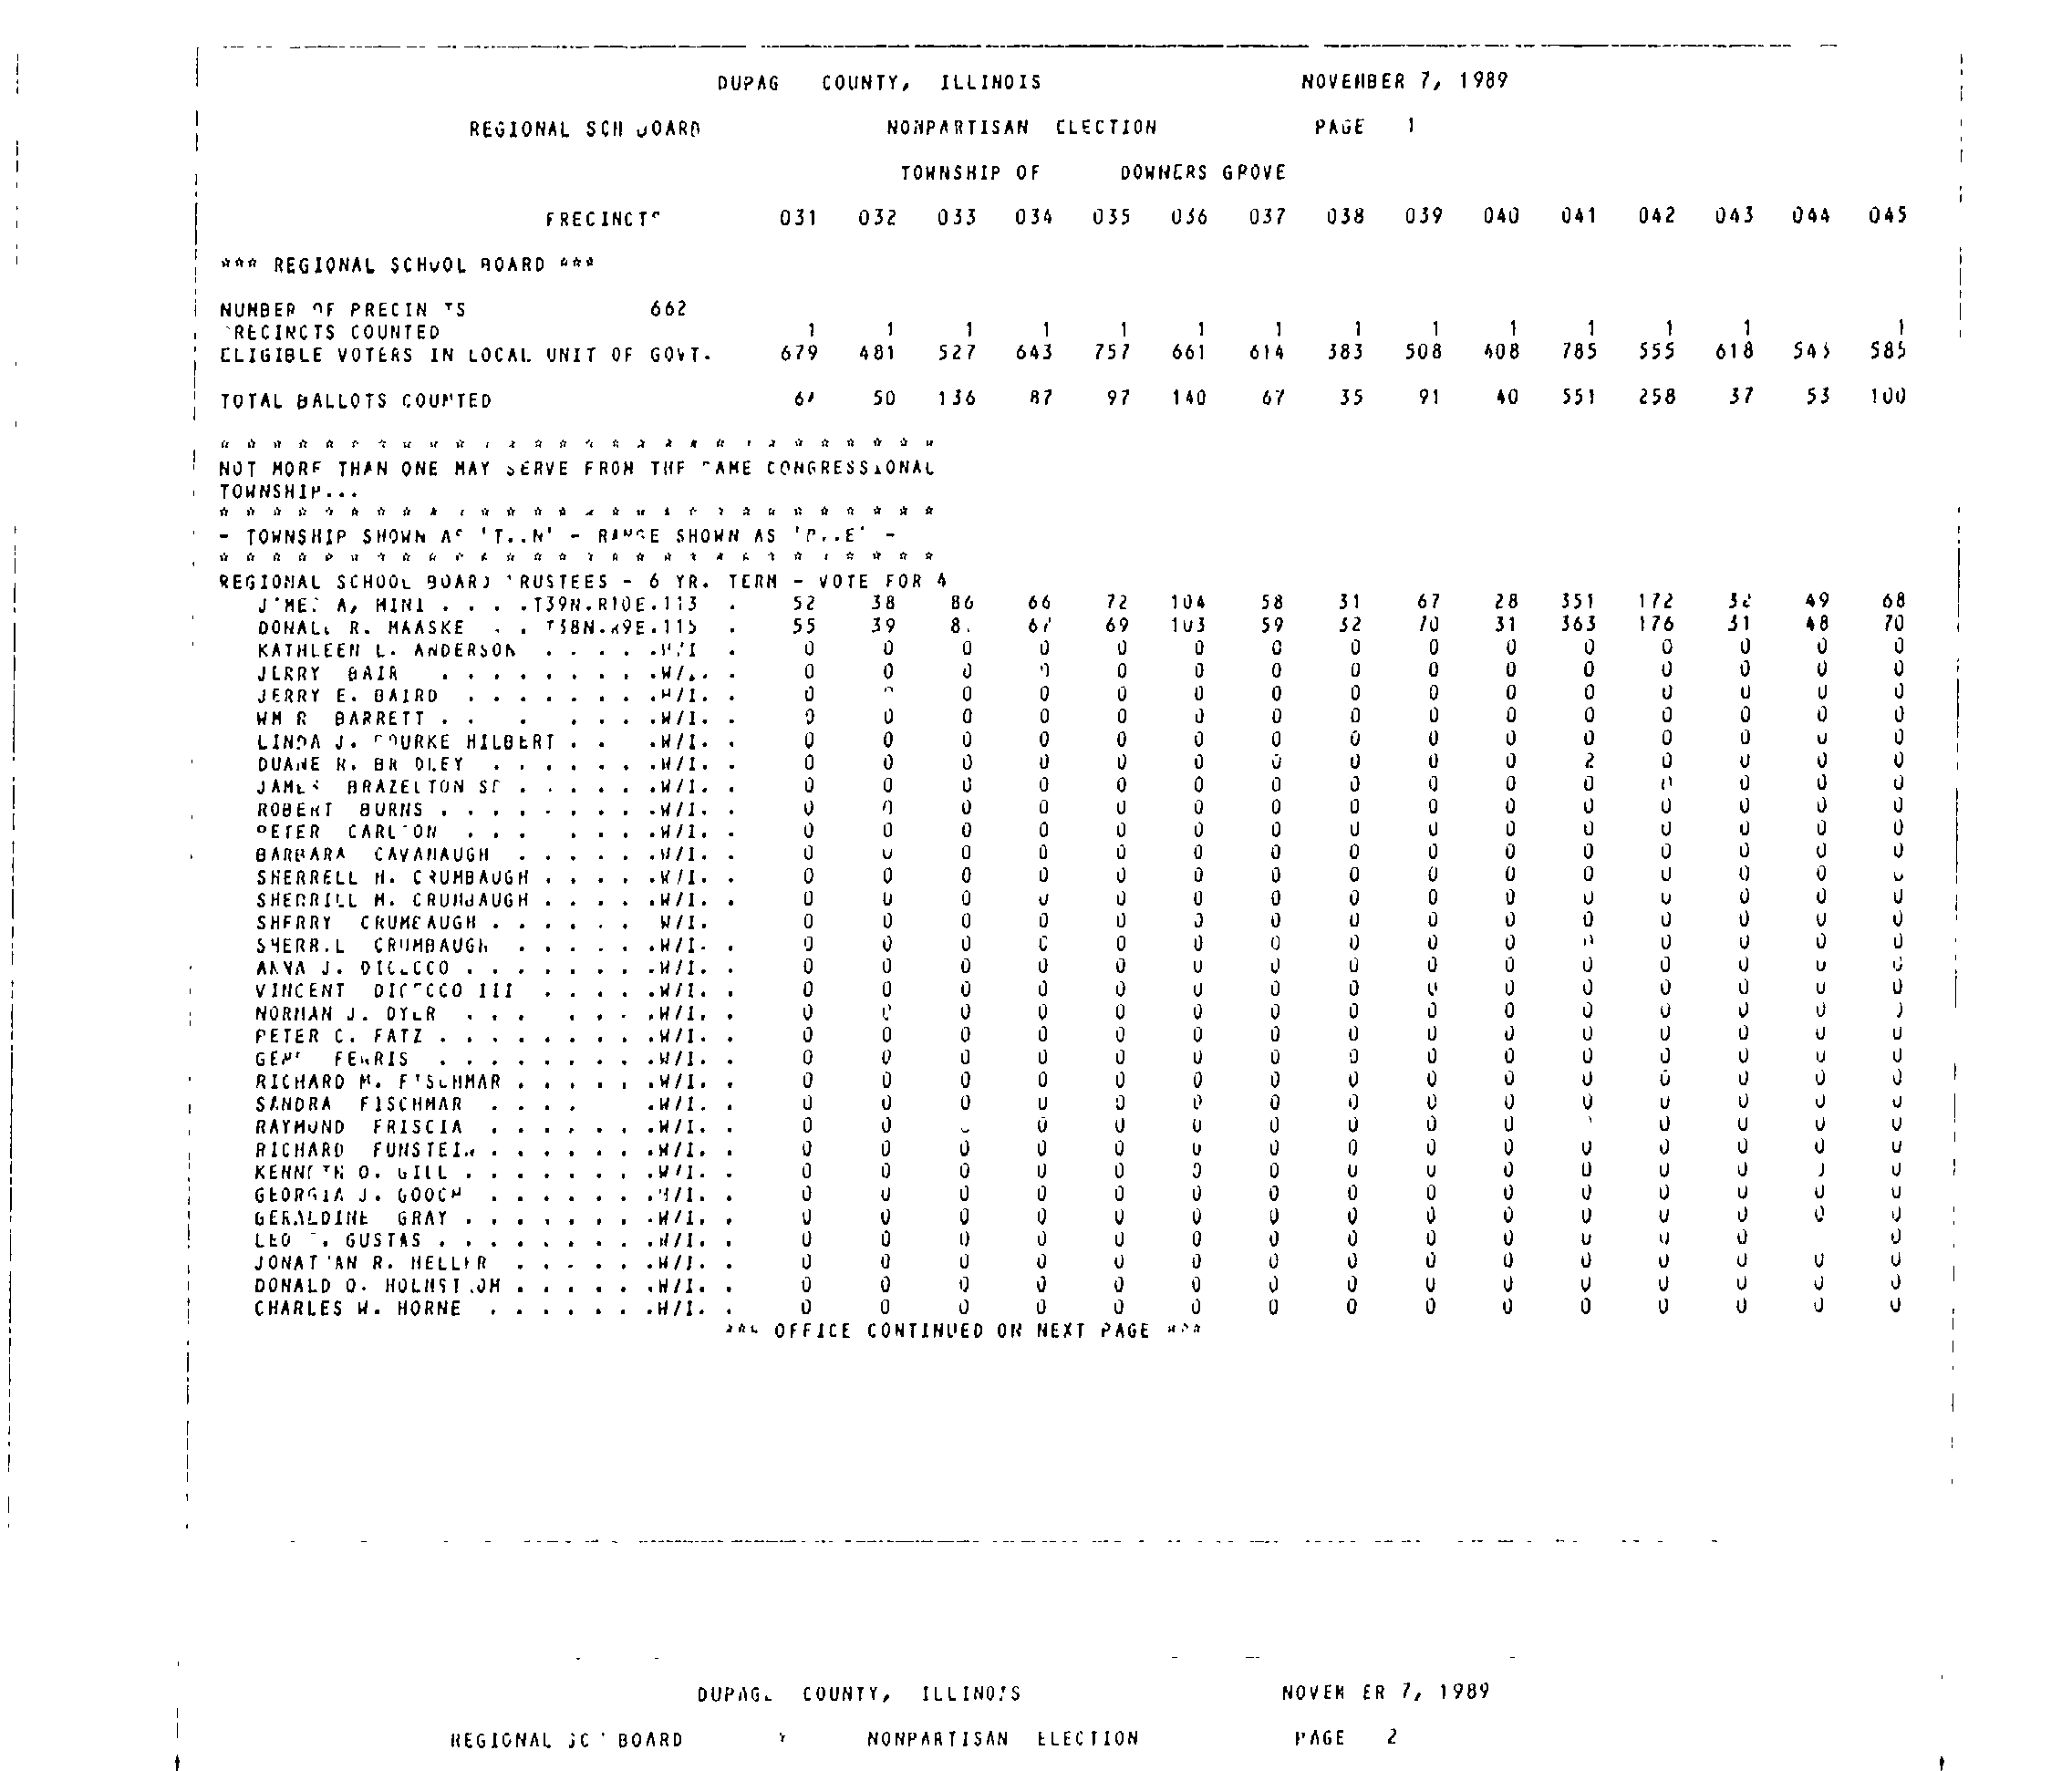 DUPAG COUNTY, ILLINOIS NOVEMBER 7, 1989
REGIONAL SCH BOARD NONPARTISAN ELECTION PAGE 1
TOWNSHIP OF DOWNERS GROVE
PRECINCTS 031 032 033 034 035 036 037 038 039 040 041 042 043 044 045
*** REGIONAL SCHOOL BOARD ***
NUMBER OF PRECIN TS 662
PRECINCTS COUNTED 1 1 1 1 1 1 1 1 1 1 1 1 1 1
ELIGIBLE VOTERS IN LOCAL UNIT OF GOVT. 679 481 527 643 757 661 614 383 508 408 785 555 618 585
TOTAL BALLOTS COUNTED 50 136 87 97 140 67 35 91 40 551 258 37 53 100
* * * * * * * * * * * * * * * * * * * * * * * * * * * *
NOT MORE THAN ONE MAY SERVE FROM THE SAME CONGRESSIONAL
TOWNSHIP...
* * * * * * * * * * * * * * * * * * * * * * * * * * * *
- TOWNSHIP SHOWN AS 'T..N' - RANGE SHOWN AS 'R..E' -
* * * * * * * * * * * * * * * * * * * * * * * * * * * *
REGIONAL SCHOOL BOARD TRUSTEES - 6 YR. TERM - VOTE FOR 4
JAMES A. MINI . . . .T39N.R10E.113 . 52 38 86 66 72 104 58 31 67 28 351 172 32 49 68
DONALD R. MAASKE . . T38N.R9E.115 . 55 39 67 69 103 59 32 70 31 363 176 31 48 70
KATHLEEN L. ANDERSON . . . . .W/I . 0 0 0 0 0 0 0 0 0 0 0 0 0 0 0
JERRY BAIR . . . . . . . . .W/I. . 0 0 0 0 0 0 0 0 0 0 0 0 0 0 0
JERRY E. BAIRD . . . . . . . .W/I. . 0 0 0 0 0 0 0 0 0 0 0 0 0 0 0
WM R BARRETT . . . . . . .W/I. . 0 0 0 0 0 0 0 0 0 0 0 0 0 0 0
LINDA J. BOURKE HILBERT . . .W/I. . 0 0 0 0 0 0 0 0 0 0 0 0 0 0 0
DUANE R. BR DLEY . . . . . . .W/I. . 0 0 0 0 0 0 0 0 0 0 2 0 0 0 0
JAMES BRAZELTON SR . . . . . .W/I. . 0 0 0 0 0 0 0 0 0 0 0 0 0 0 0
ROBERT BURNS . . . . . . . . .W/I. . 0 0 0 0 0 0 0 0 0 0 0 0 0 0 0
PETER CARLTON . . . . . . .W/I. . 0 0 0 0 0 0 0 0 0 0 0 0 0 0 0
BARBARA CAVANAUGH . . . . . .W/I. . 0 0 0 0 0 0 0 0 0 0 0 0 0 0 0
SHERRELL H. CRUMBAUGH . . . . .W/I. . 0 0 0 0 0 0 0 0 0 0 0 0 0 0 0
SHERRILL H. CRUMBAUGH . . . . .W/I. . 0 0 0 0 0 0 0 0 0 0 0 0 0 0 0
SHERRY CRUMBAUGH . . . . . . W/I. 0 0 0 0 0 0 0 0 0 0 0 0 0 0 0
SHERR.L CRUMBAUGH . . . . . .W/I. . 0 0 0 0 0 0 0 0 0 0 0 0 0 0 0
ANNA J. . . . . . . . .W/I. . 0 0 0 0 0 0 0 0 0 0 0 0 0 0 0
VINCENT III . . . . .W/I. . 0 0 0 0 0 0 0 0 0 0 0 0 0 0 0
NORMAN J. DYER . . . . . . .W/I. . 0 0 0 0 0 0 0 0 0 0 0 0 0 0 0
PETER C. FATZ . . . . . . . . .W/I. . 0 0 0 0 0 0 0 0 0 0 0 0 0 0 0
GENE FERRIS . . . . . . . . .W/I. . 0 0 0 0 0 0 0 0 0 0 0 0 0 0 0
RICHARD M. FISCHMAR . . . . . .W/I. . 0 0 0 0 0 0 0 0 0 0 0 0 0 0 0
SANDRA FISCHMAR . . . . .W/I. . 0 0 0 0 0 0 0 0 0 0 0 0 0 0 0
RAYMOND FRISCIA . . . . . . .W/I. . 0 0 0 0 0 0 0 0 0 0 0 0 0
RICHARD . . . . . . .W/I. . 0 0 0 0 0 0 0 0 0 0 0 0 0 0 0
KENNETH O. GILL . . . . . . . .W/I. . 0 0 0 0 0 0 0 0 0 0 0 0 0 0 0
GEORGIA J. GOOCH . . . . . . .W/I. . 0 0 0 0 0 0 0 0 0 0 0 0 0 0 0
GERALDINE GRAY . . . . . . . .W/I. . 0 0 0 0 0 0 0 0 0 0 0 0 0 0 0
LEO GUSTAS . . . . . . . . .W/I. . 0 0 0 0 0 0 0 0 0 0 0 0 0 0
JONAT AN R. HELLER . . . . . .W/I. . 0 0 0 0 0 0 0 0 0 0 0 0 0 0 0
DONALD O. . . . . . .W/I. . 0 0 0 0 0 0 0 0 0 0 0 0 0 0 0
CHARLES W. HORNE . . . . . . .W/I. . 0 0 0 0 0 0 0 0 0 0 0 0 0 0 0
*** OFFICE CONTINUED ON NEXT PAGE ***
DUPAGE COUNTY, ILLINOIS NOVEM ER 7, 1989
REGIONAL SC BOARD NONPARTISAN ELECTION PAGE 2